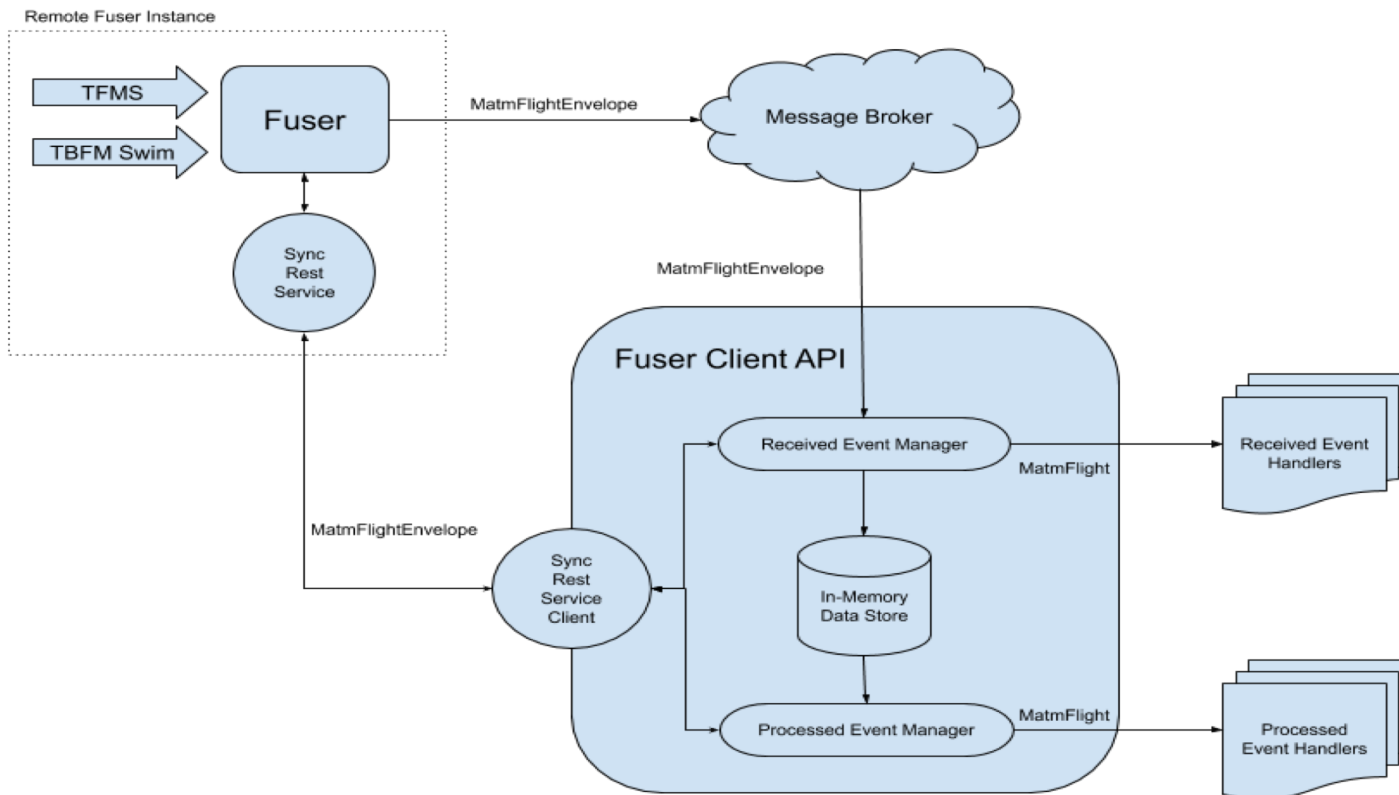 Remote Fuser Instance
TFMS
TBFM Swim
Fuser
MatmFlightEnvelope
Message Broker
Sync
Rest
Service
MatmFlightEnvelope
Fuser Client API
Received Event Manager
MatmFlight
Received Event
Handlers
MatmFlightEnvelope
Sync
Rest
Service
Client
In-Memory
Data Store
Processed Event Manager
MatmFlight
Processed
Event Handlers